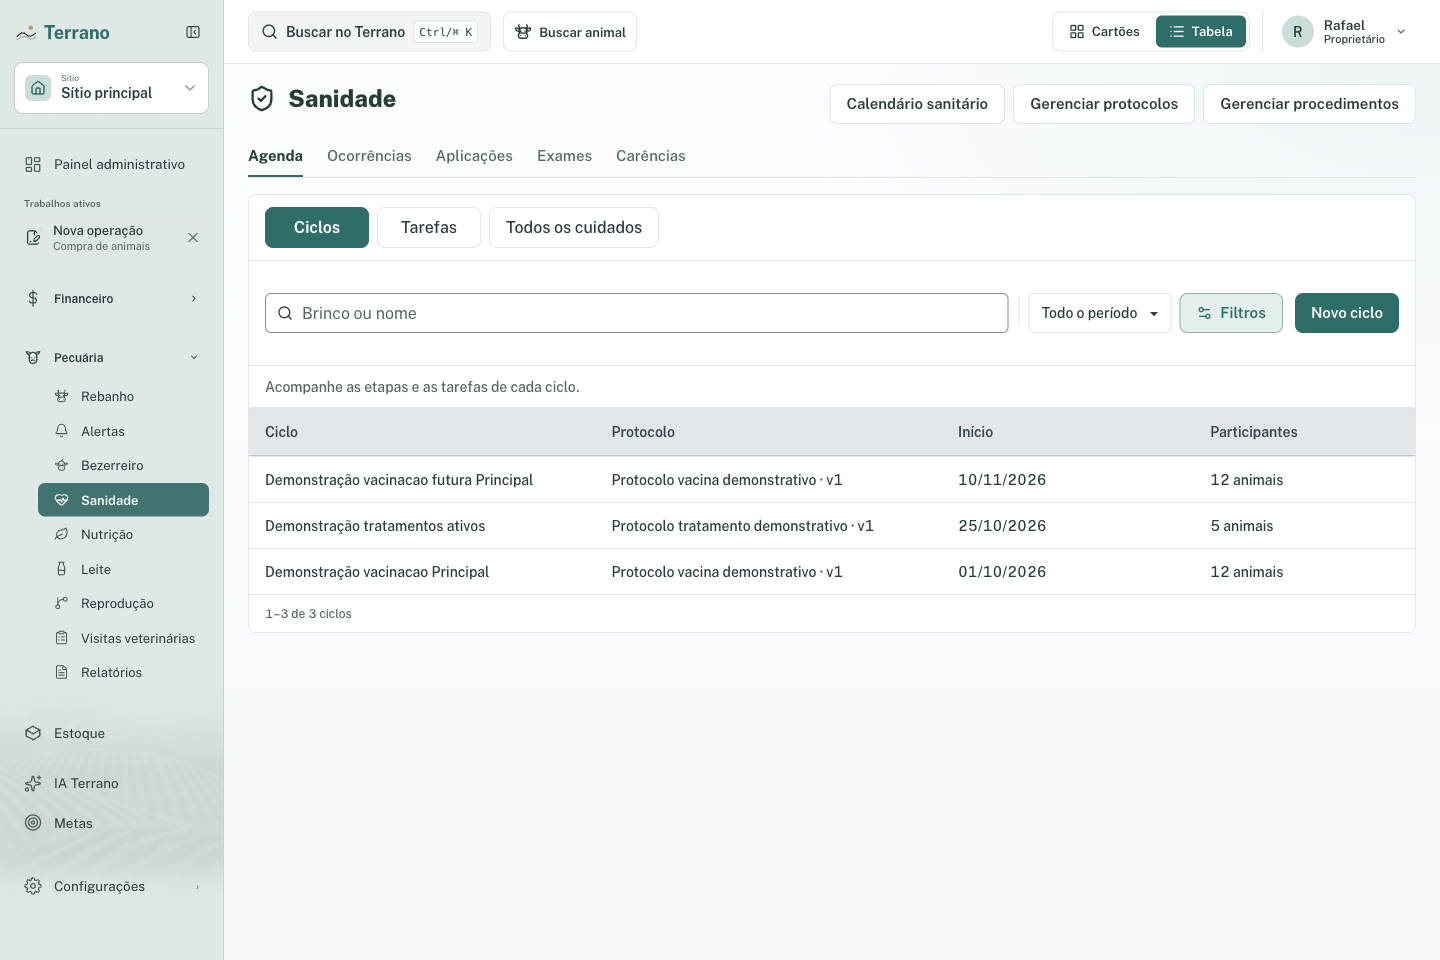 Terrano
Sítio
Sítio principal
Painel administrativo
Trabalhos ativos
Nova operação
Compra de animais
Financeiro
Pecuária
Rebanho
Alertas
Bezerreiro
Sanidade
Nutrição
Leite
Reprodução
Visitas veterinárias
Relatórios
Estoque
IA Terrano
Metas
Configurações
Buscar no Terrano Ctrl/⌘ K
Buscar animal
Cartões
Tabela
R
Rafael
Proprietário
Sanidade
Calendário sanitário
Gerenciar protocolos
Gerenciar procedimentos
Agenda Ocorrências Aplicações Exames Carências
Ciclos Tarefas Todos os cuidados
Brinco ou nome
Todo o período
Filtros
Novo ciclo
Acompanhe as etapas e as tarefas de cada ciclo.
Ciclo Protocolo Início Participantes
Demonstração vacinacao futura Principal Protocolo vacina demonstrativo · v1 10/11/2026 12 animais
Demonstração tratamentos ativos Protocolo tratamento demonstrativo · v1 25/10/2026 5 animais
Demonstração vacinacao Principal Protocolo vacina demonstrativo · v1 01/10/2026 12 animais
1–3 de 3 ciclos